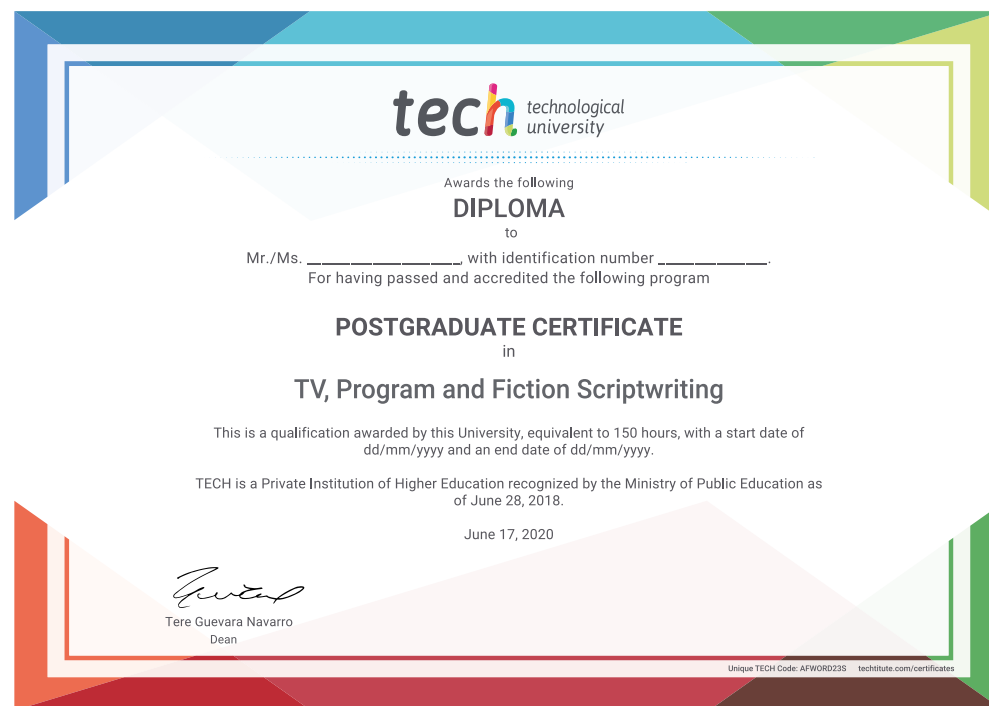 tech technological
university
Awards the following
DIPLOMA
to
Mr./Ms. ____________________, with identification number ______________.
For having passed and accredited the following program
POSTGRADUATE CERTIFICATE
in
TV, Program and Fiction Scriptwriting
This is a qualification awarded by this University, equivalent to 150 hours, with a start date of
dd/mm/yyyy and an end date of dd/mm/yyyy.
TECH is a Private Institution of Higher Education recognized by the Ministry of Public Education as
of June 28, 2018.
June 17, 2020
Tere Guevara Navarro
Dean
Unique TECH Code: AFWORD23S techtitute.com/certificates